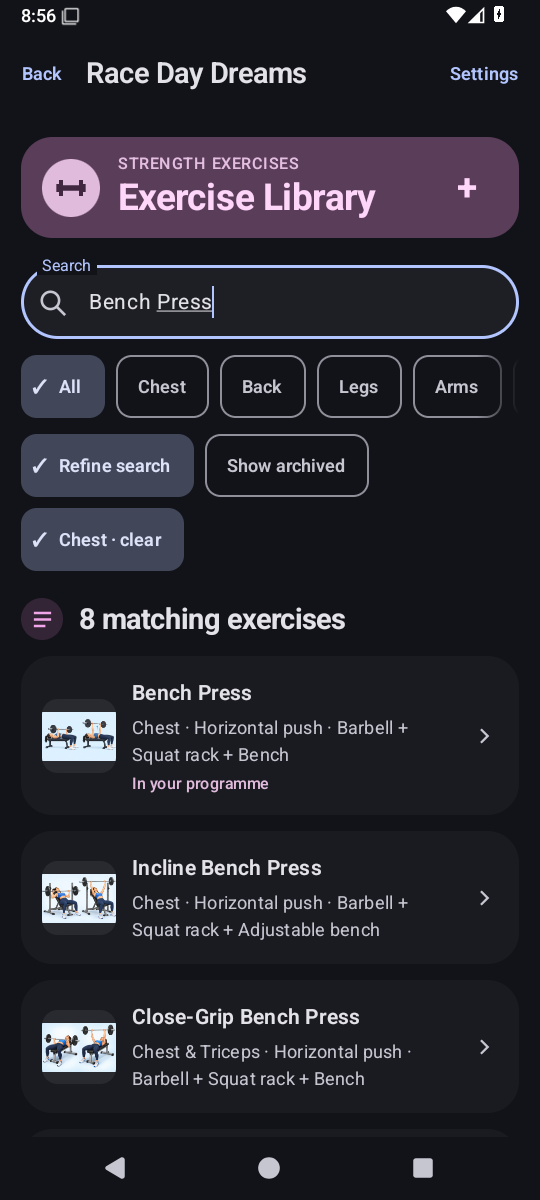 8:56
Back
Race Day Dreams
Settings
STRENGTH EXERCISES
Exercise Library
+
Search
Bench Press
✓ All
Chest
Back
Legs
Arms
✓ Refine search
Show archived
✓ Chest · clear
8 matching exercises
Bench Press
Chest · Horizontal push · Barbell +
Squat rack + Bench
In your programme
Incline Bench Press
Chest · Horizontal push · Barbell +
Squat rack + Adjustable bench
Close-Grip Bench Press
Chest & Triceps · Horizontal push ·
Barbell + Squat rack + Bench